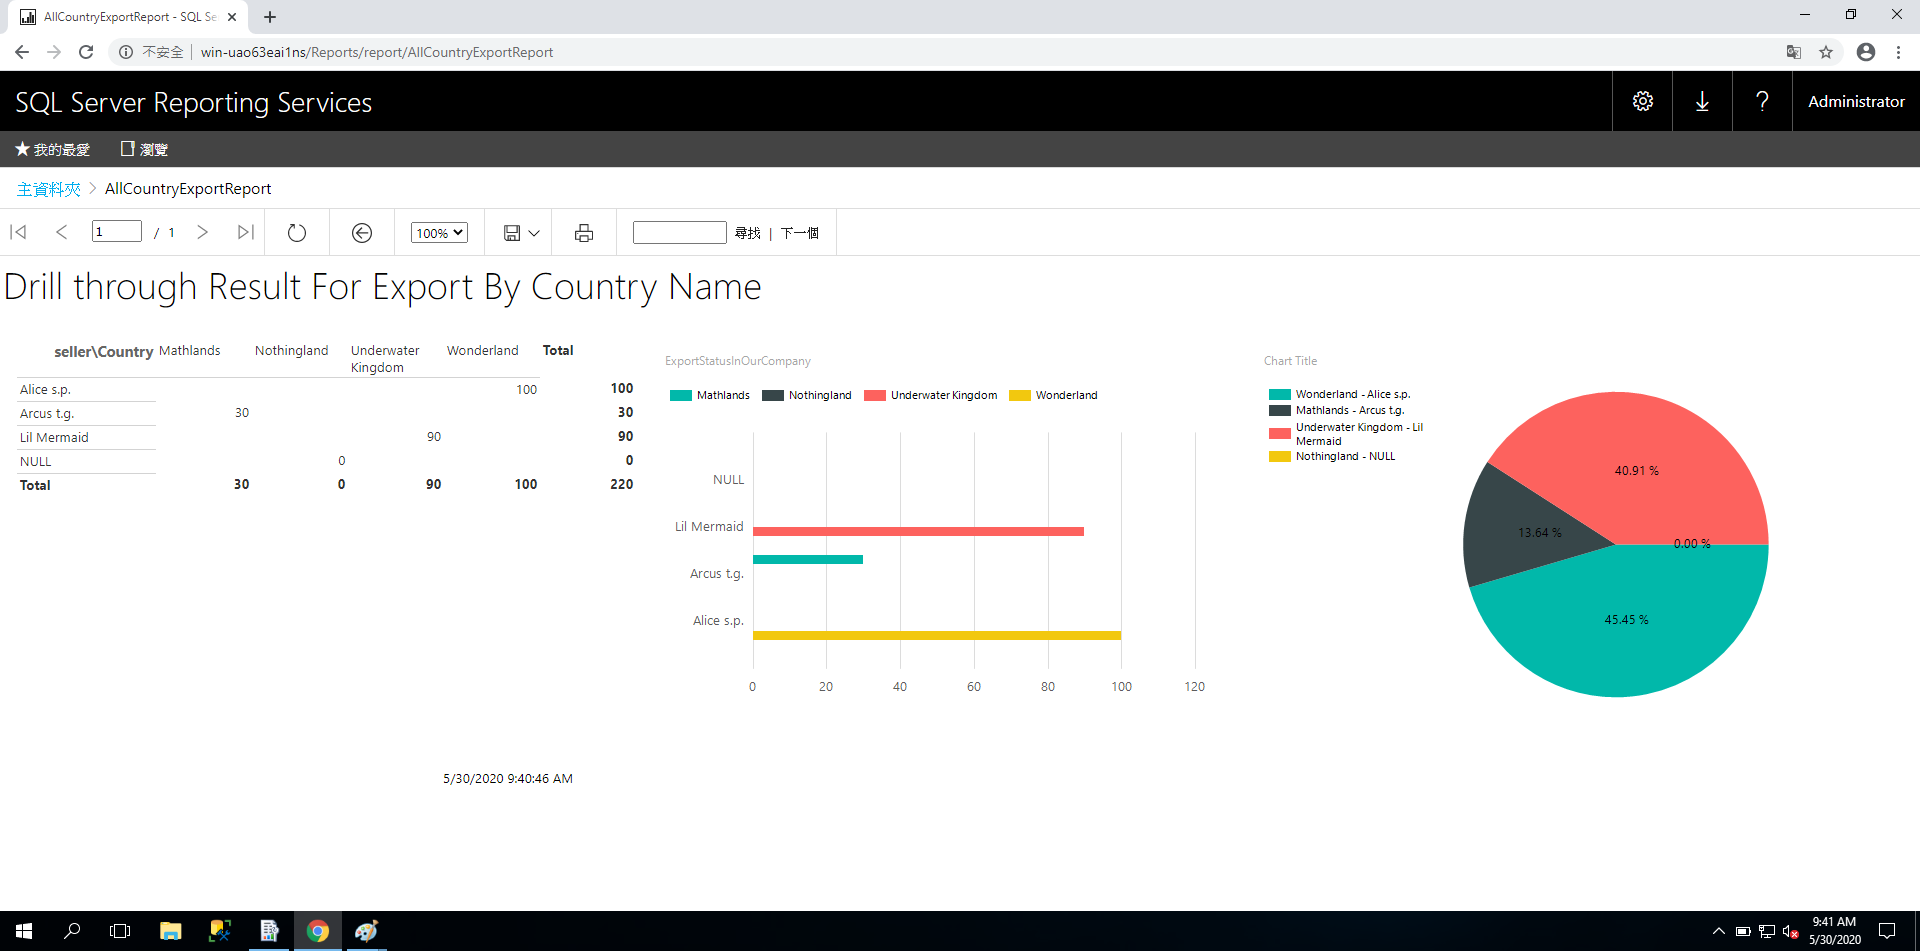 AllCountryExportReport - SQL Se
不安全 win-uao63eai1ns/Reports/report/AllCountryExportReport
SQL Server Reporting Services
Administrator
我的最愛 瀏覽
主資料夾 > AllCountryExportReport
1 / 1 100% 尋找 | 下一個
Drill through Result For Export By Country Name
seller\Country Mathlands Nothingland Underwater Kingdom Wonderland Total
Alice s.p. 100 100
Arcus t.g. 30 30
Lil Mermaid 90 90
NULL 0 0
Total 30 0 90 100 220
ExportStatusInOurCompany
Mathlands Nothingland Underwater Kingdom Wonderland
NULL
Lil Mermaid
Arcus t.g.
Alice s.p.
0 20 40 60 80 100 120
Chart Title
Wonderland - Alice s.p.
Mathlands - Arcus t.g.
Underwater Kingdom - Lil
Mermaid
Nothingland - NULL
40.91 %
13.64 %
0.00 %
45.45 %
5/30/2020 9:40:46 AM
9:41 AM
5/30/2020